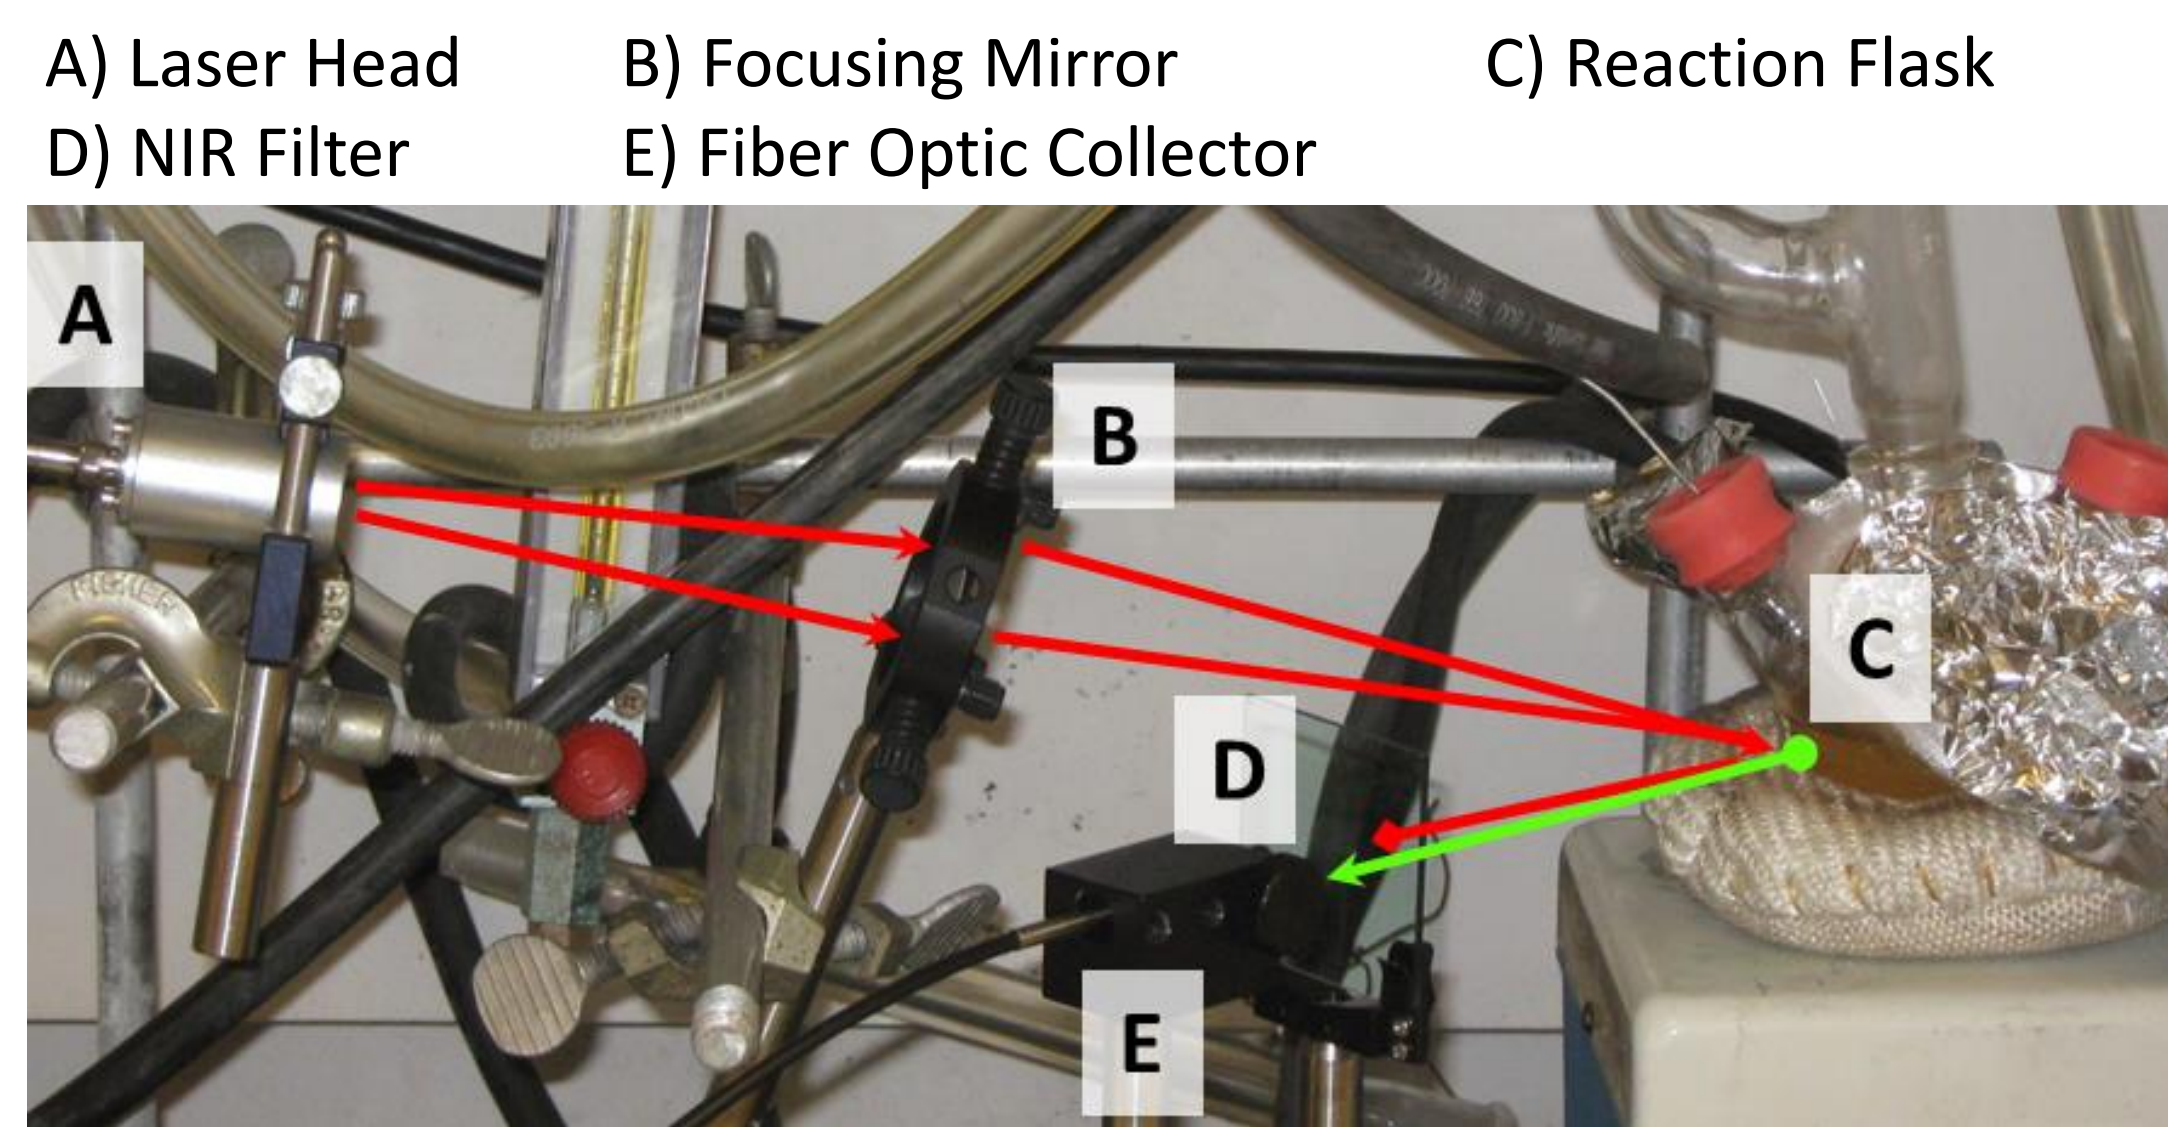 A) Laser Head B) Focusing Mirror C) Reaction Flask
D) NIR Filter E) Fiber Optic Collector
A
B
C
D
E